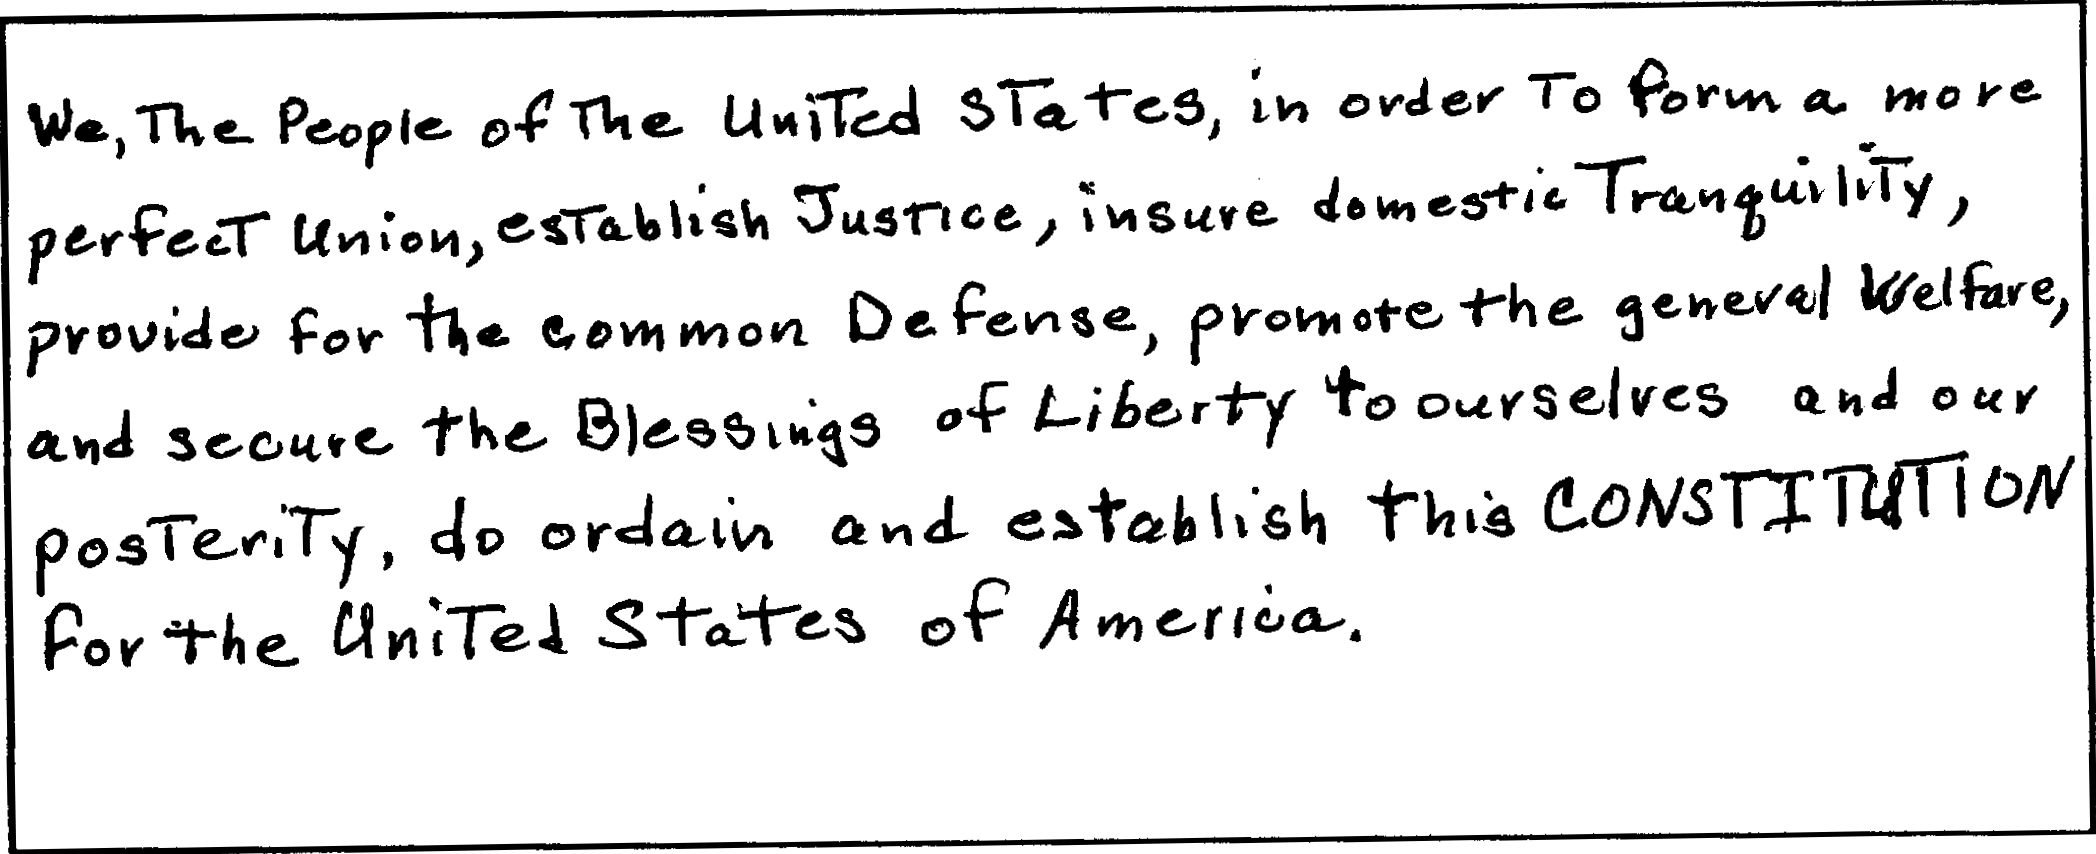 We, The People of The United States, in order To form a more
perfect Union, establish Justice, insure domestic Tranquility,
provide for the common Defense, promote the general Welfare,
and secure the Blessings of Liberty to ourselves and our
posterity, do ordain and establish this CONSTITUTION
for the United States of America.